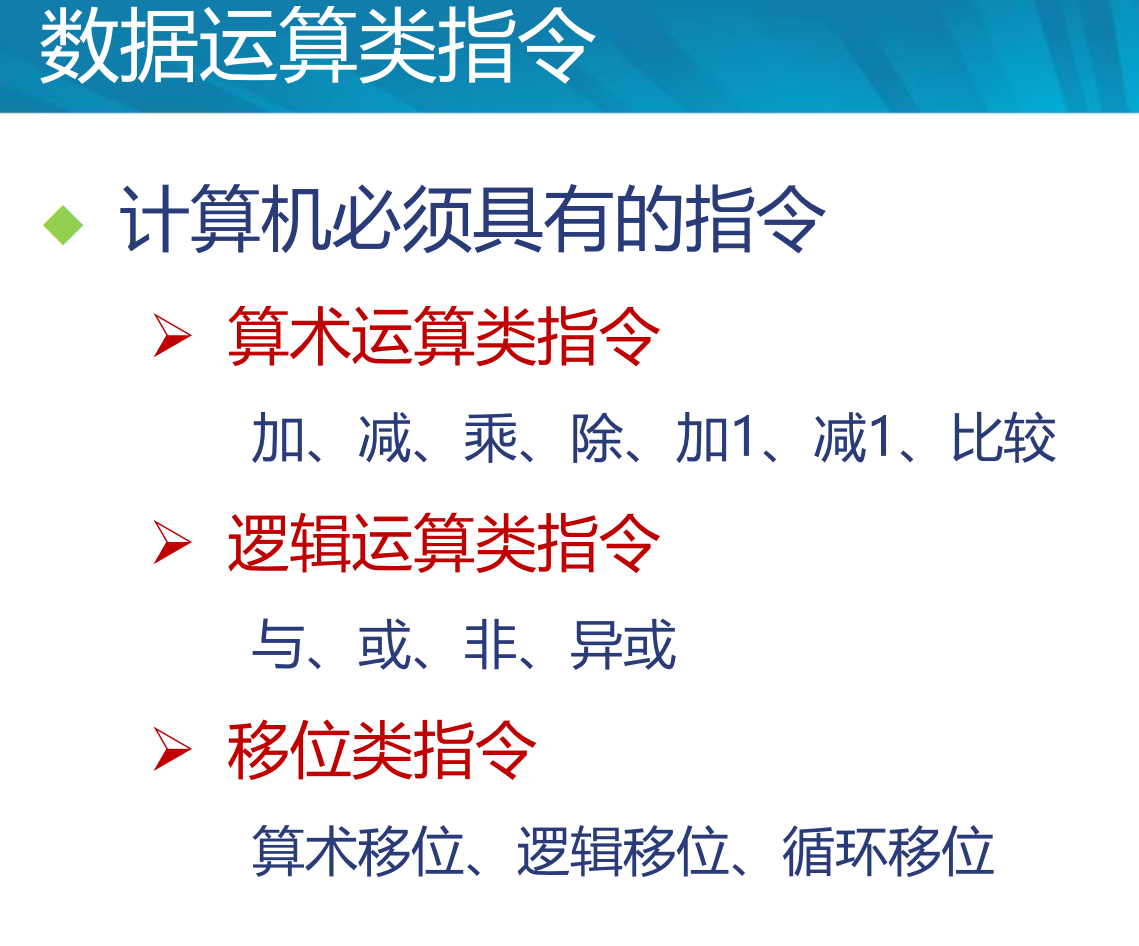 数据运算类指令
计算机必须具有的指令
算术运算类指令
加、减、乘、除、加1、减1、比较
逻辑运算类指令
与、或、非、异或
移位类指令
算术移位、逻辑移位、循环移位